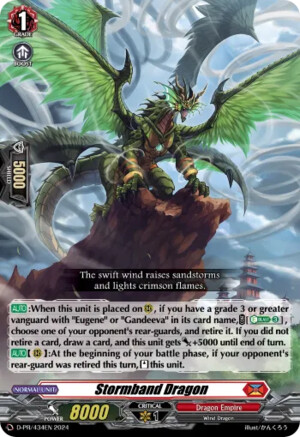 1
GRADE
BOOST
SHIELD
5000
The swift wind raises sandstorms
and lights crimson flames.
AUTO:When this unit is placed on , if you have a grade 3 or greater
vanguard with "Eugene" or "Gandeeva" in its card name,
choose one of your opponent's rear-guards, and retire it. If you did not
retire a card, draw a card, and this unit gets +5000 until end of turn.
AUTO[ ]:At the beginning of your battle phase, if your opponent's
rear-guard was retired this turn, this unit.
NORMAL UNIT
Stormband Dragon
D-PR/434EN 2024
POWER
8000
CRITICAL
1
Dragon Empire
Wind Dragon
Illust/かんくろう